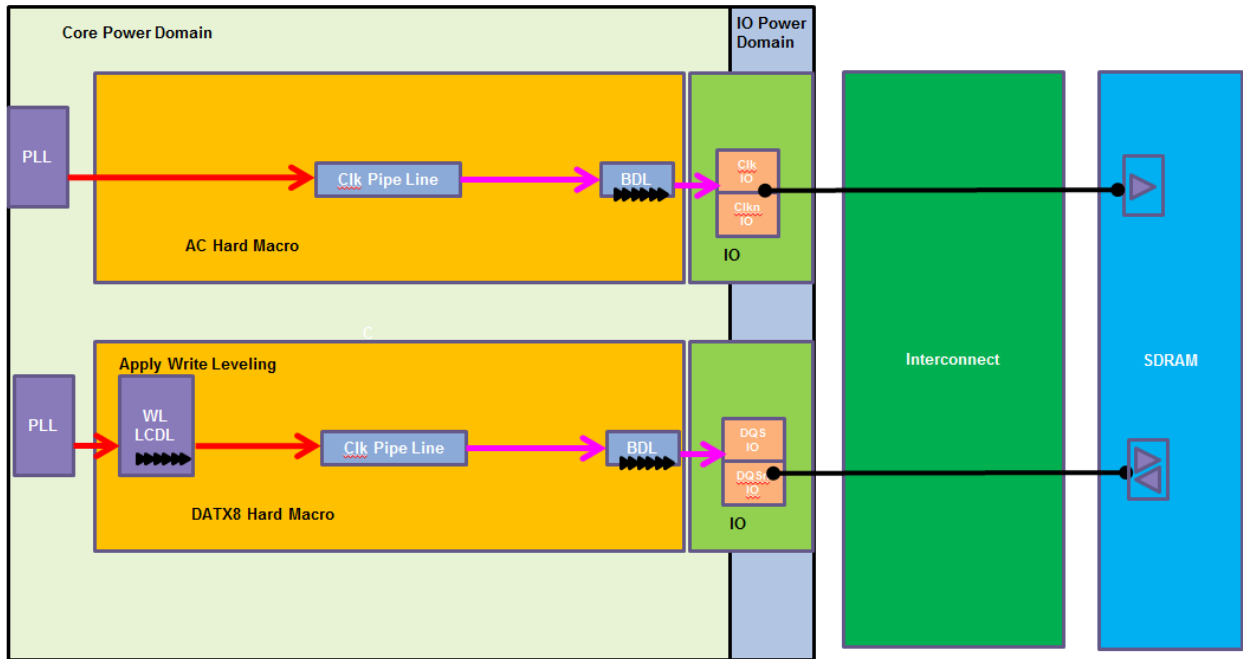 Core Power Domain
IO Power
Domain
PLL
Clk Pipe Line
BDL
Clk
IO
Clkn
IO
AC Hard Macro
IO
C
Apply Write Leveling
Interconnect
SDRAM
PLL
WL
LCDL
Clk Pipe Line
BDL
DQS
IO
DQSn
IO
DATX8 Hard Macro
IO